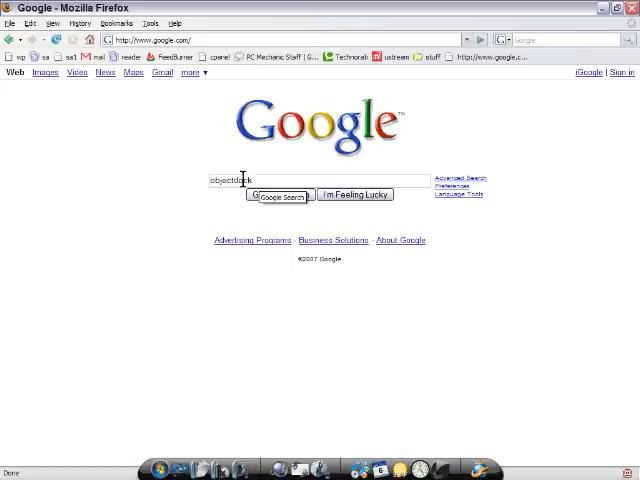 Google - Mozilla Firefox
File Edit View History Bookmarks Tools Help
http://www.google.com/
G Google
wp sa sa1 mail reader FeedBurner cpanel PC Mechanic Staff | G... Technorati ustream stuff http://www.google.c...
Web Images Video News Maps Gmail more ▼
iGoogle | Sign in
Google™
objectdock
Advanced Search
Preferences
Language Tools
Google Search
I'm Feeling Lucky
Advertising Programs - Business Solutions - About Google
©2007 Google
6
Done